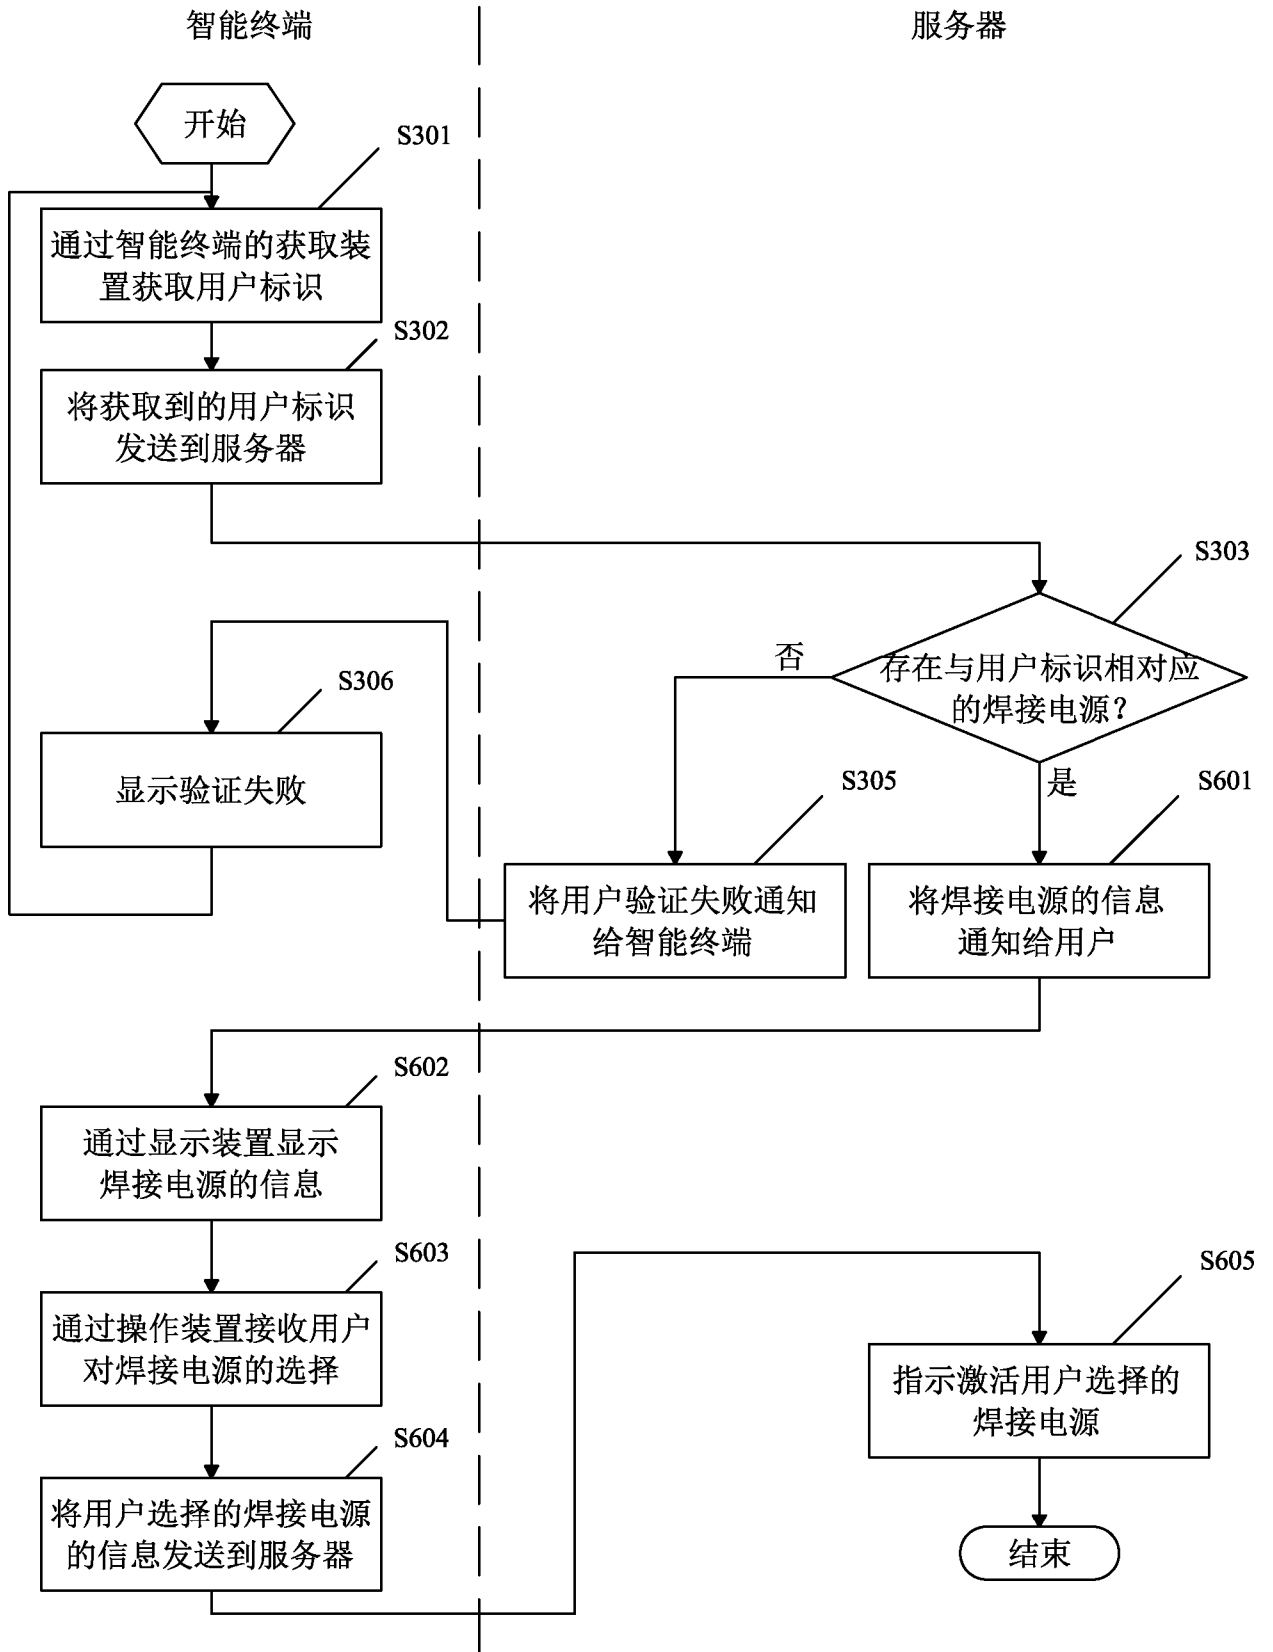 智能终端
服务器
开始
S301
通过智能终端的获取装
置获取用户标识
S302
将获取到的用户标识
发送到服务器
S303
存在与用户标识相对应
的焊接电源?
否
是
S306
显示验证失败
S305
将用户验证失败通知
给智能终端
S601
将焊接电源的信息
通知给用户
S602
通过显示装置显示
焊接电源的信息
S603
通过操作装置接收用户
对焊接电源的选择
S604
将用户选择的焊接电源
的信息发送到服务器
S605
指示激活用户选择的
焊接电源
结束